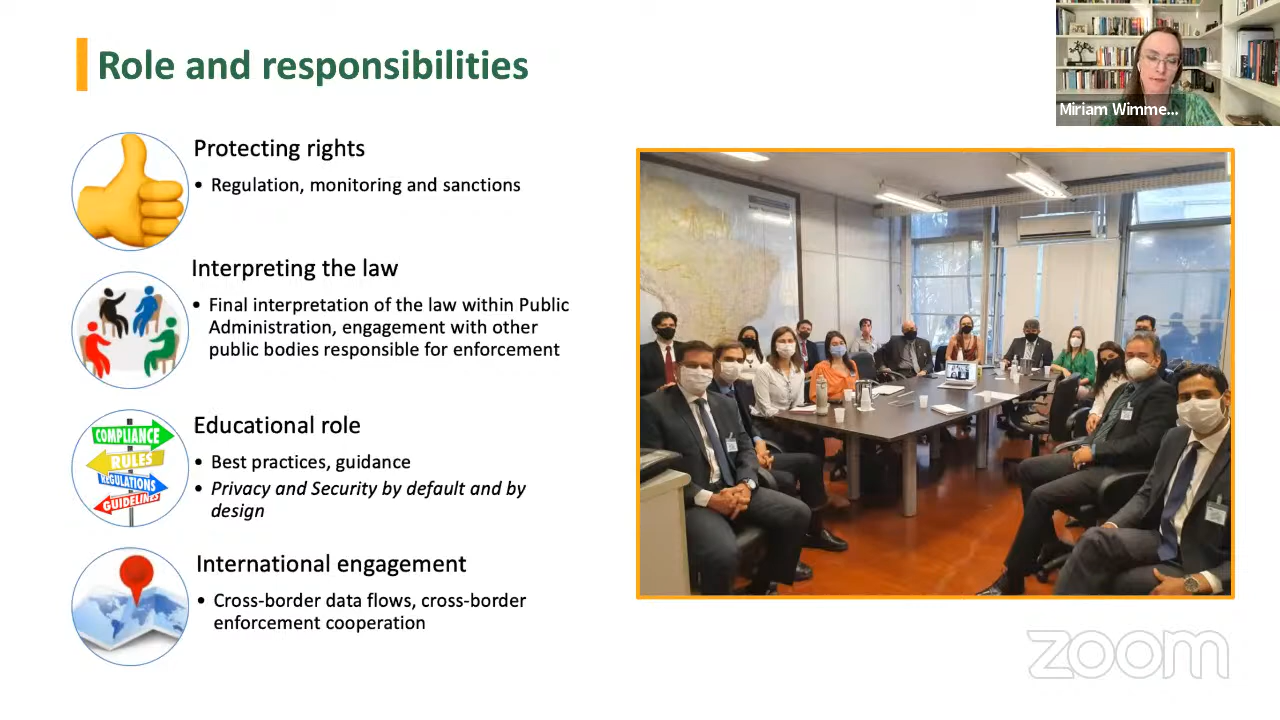 Role and responsibilities
Miriam Wimme...
Protecting rights
• Regulation, monitoring and sanctions
Interpreting the law
• Final interpretation of the law within Public
Administration, engagement with other
public bodies responsible for enforcement
COMPLIANCE
RULES
REGULATIONS
GUIDELINES
Educational role
• Best practices, guidance
• Privacy and Security by default and by
design
International engagement
• Cross-border data flows, cross-border
enforcement cooperation
zoom